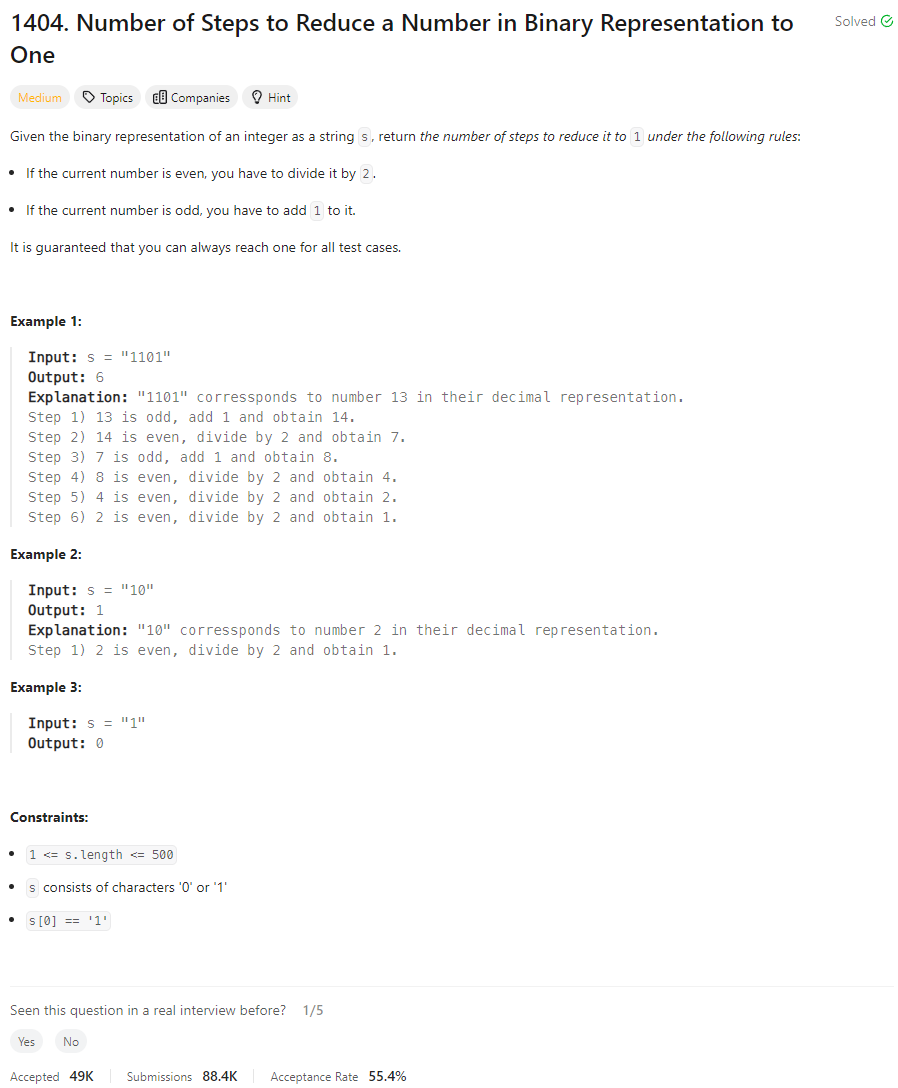 1404. Number of Steps to Reduce a Number in Binary Representation to
One
Solved
Medium
Topics
Companies
Hint
Given the binary representation of an integer as a string s, return the number of steps to reduce it to 1 under the following rules:
• If the current number is even, you have to divide it by 2.
• If the current number is odd, you have to add 1 to it.
It is guaranteed that you can always reach one for all test cases.
Example 1:
Input: s = "1101"
Output: 6
Explanation: "1101" corressponds to number 13 in their decimal representation.
Step 1) 13 is odd, add 1 and obtain 14.
Step 2) 14 is even, divide by 2 and obtain 7.
Step 3) 7 is odd, add 1 and obtain 8.
Step 4) 8 is even, divide by 2 and obtain 4.
Step 5) 4 is even, divide by 2 and obtain 2.
Step 6) 2 is even, divide by 2 and obtain 1.
Example 2:
Input: s = "10"
Output: 1
Explanation: "10" corressponds to number 2 in their decimal representation.
Step 1) 2 is even, divide by 2 and obtain 1.
Example 3:
Input: s = "1"
Output: 0
Constraints:
• 1 <= s.length <= 500
• s consists of characters '0' or '1'
• s[0] == '1'
Seen this question in a real interview before? 1/5
Yes No
Accepted 49K Submissions 88.4K Acceptance Rate 55.4%